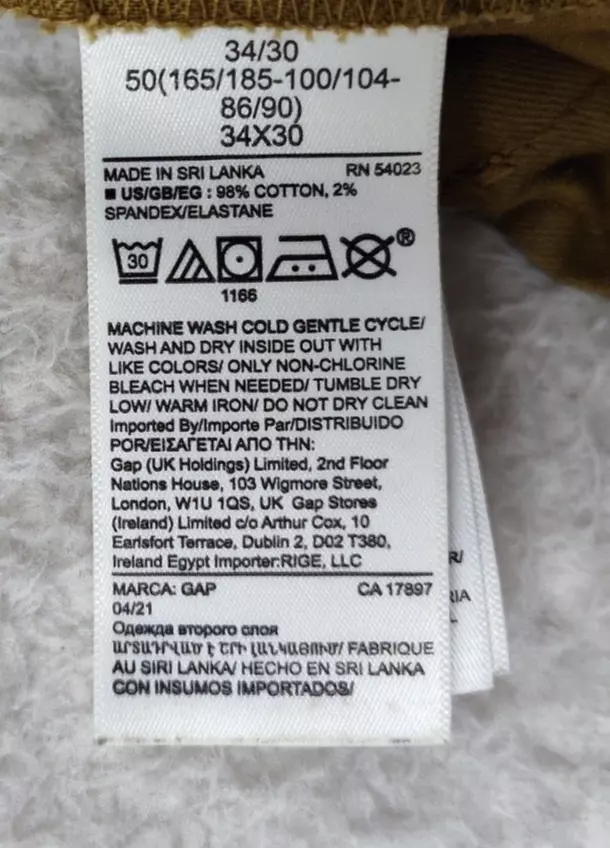 34/30
50(165/185-100/104-
86/90)
34X30
MADE IN SRI LANKA RN 54023
■ US/GB/EG : 98% COTTON, 2%
SPANDEX/ELASTANE
30
®
1166
MACHINE WASH COLD GENTLE CYCLE/
WASH AND DRY INSIDE OUT WITH
LIKE COLORS/ ONLY NON-CHLORINE
BLEACH WHEN NEEDED/ TUMBLE DRY
LOW/ WARM IRON/ DO NOT DRY CLEAN
Imported By/Importe Par/DISTRIBUIDO
POR/ΕΙΣΑΓΕΤΑΙ ΑΠΟ ΤΗΝ:
Gap (UK Holdings) Limited, 2nd Floor
Nations House, 103 Wigmore Street,
London, W1U 1QS, UK Gap Stores
(Ireland) Limited c/o Arthur Cox, 10
Earlsfort Terrace, Dublin 2, D02 T380,
Ireland Egypt Importer:RIGE, LLC
MARCA: GAP CA 17897
04/21
Одежда второго слоя
ԱՐՏԱԴՐՎԱԾ Է ՇՐԻ ԼԱՆԿԱՅՈՒՄ/ FABRIQUE
AU SIRI LANKA/ HECHO EN SRI LANKA
CON INSUMOS IMPORTADOS/